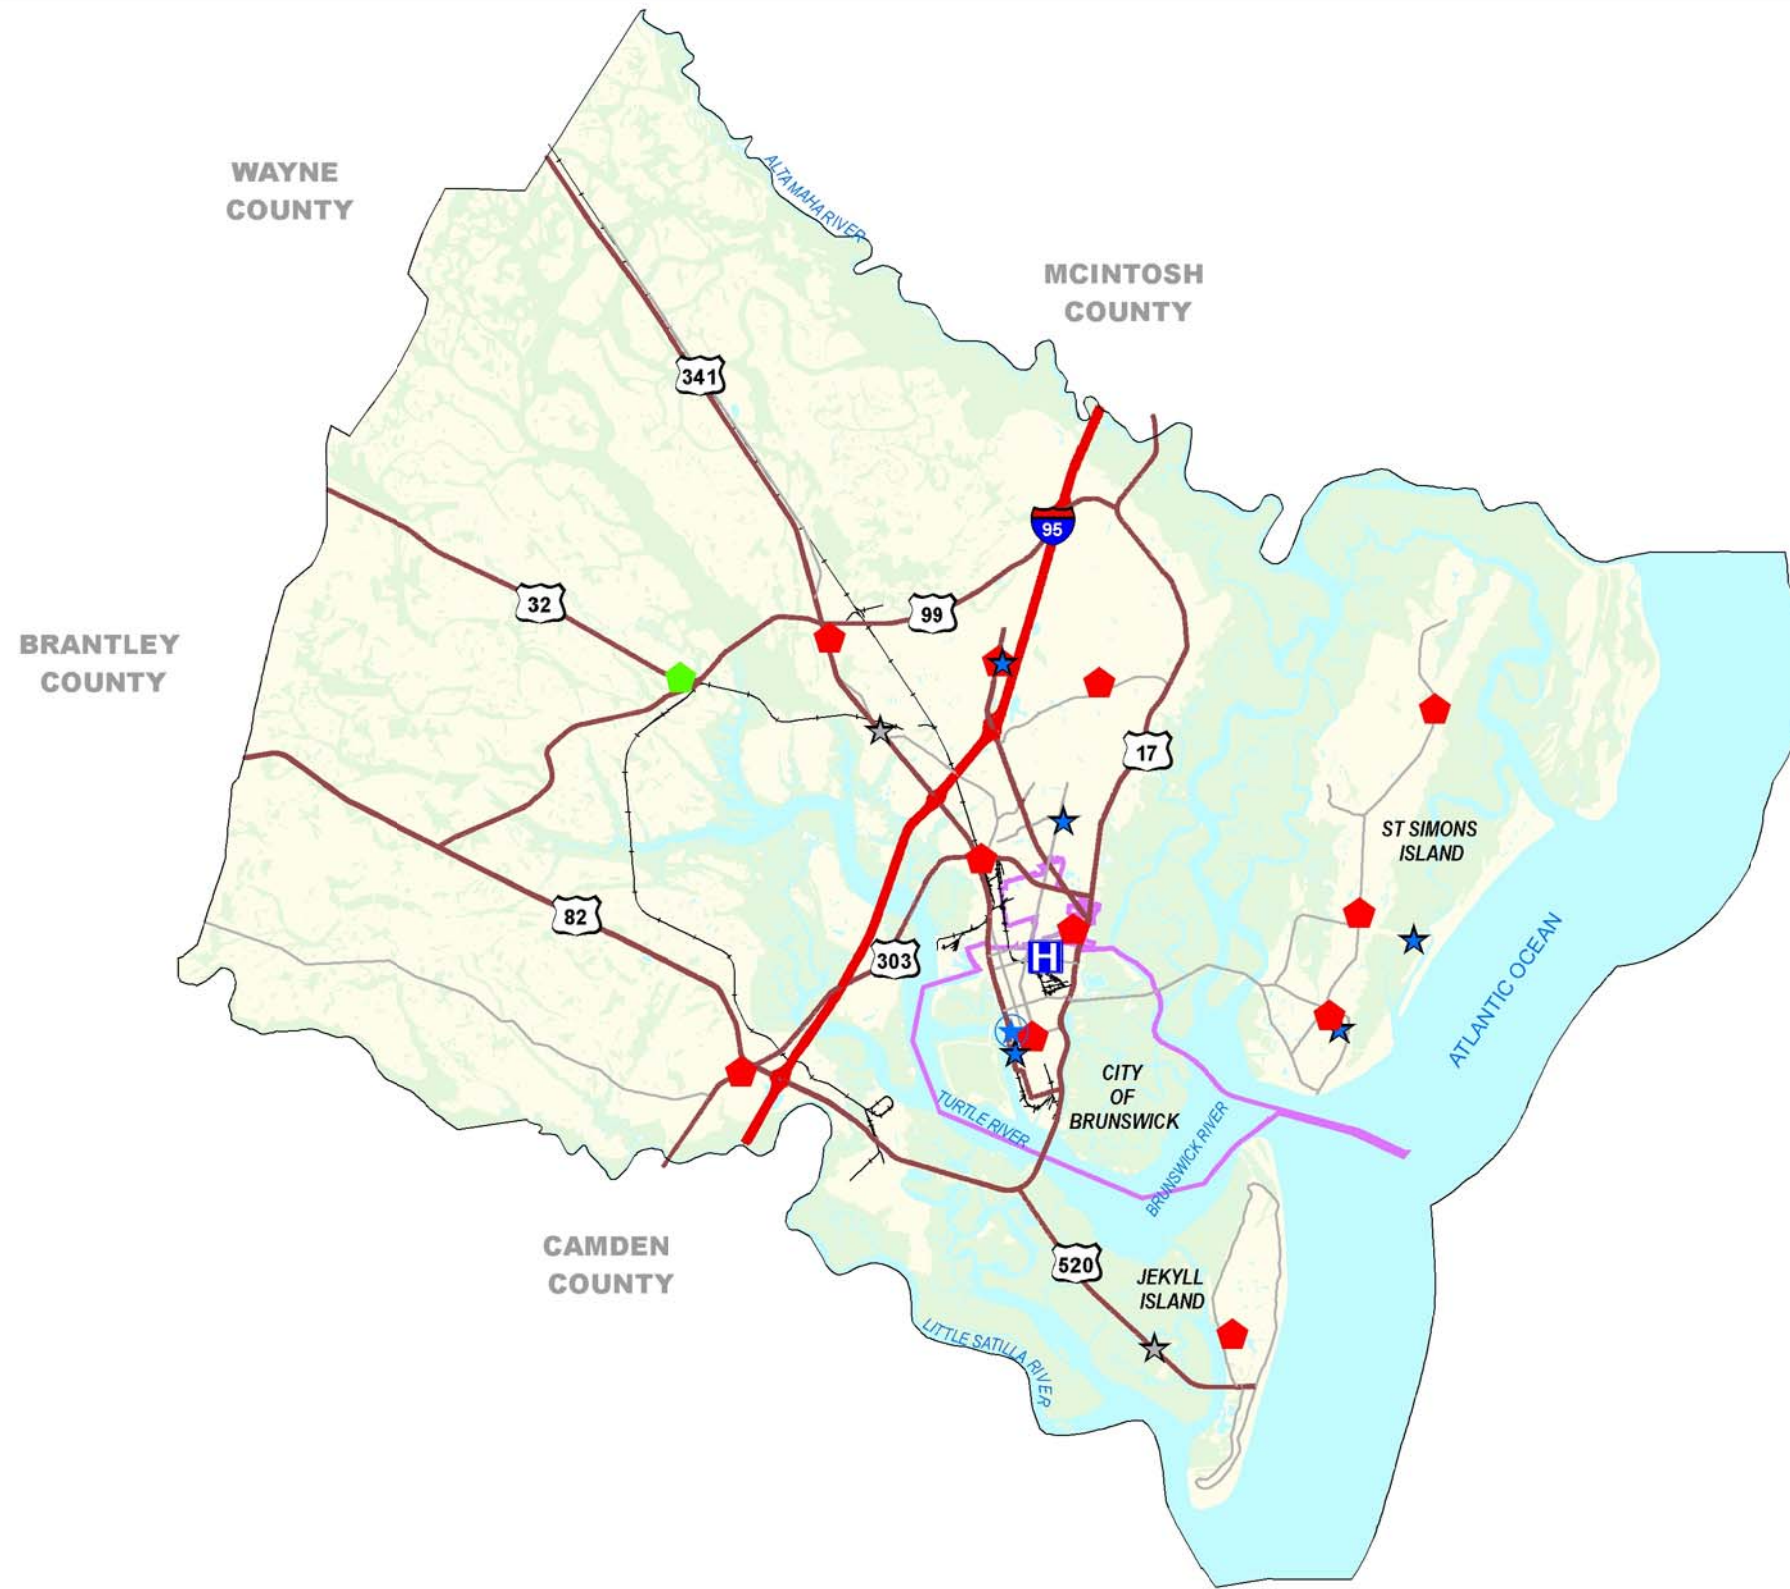 WAYNE
COUNTY
ALTAMAHA RIVER
MCINTOSH
COUNTY
341
95
32
99
BRANTLEY
COUNTY
17
ST SIMONS
ISLAND
82
303
H
ATLANTIC OCEAN
CITY
OF
BRUNSWICK
TURTLE RIVER
BRUNSWICK RIVER
CAMDEN
COUNTY
520
JEKYLL
ISLAND
LITTLE SATILLA RIVER